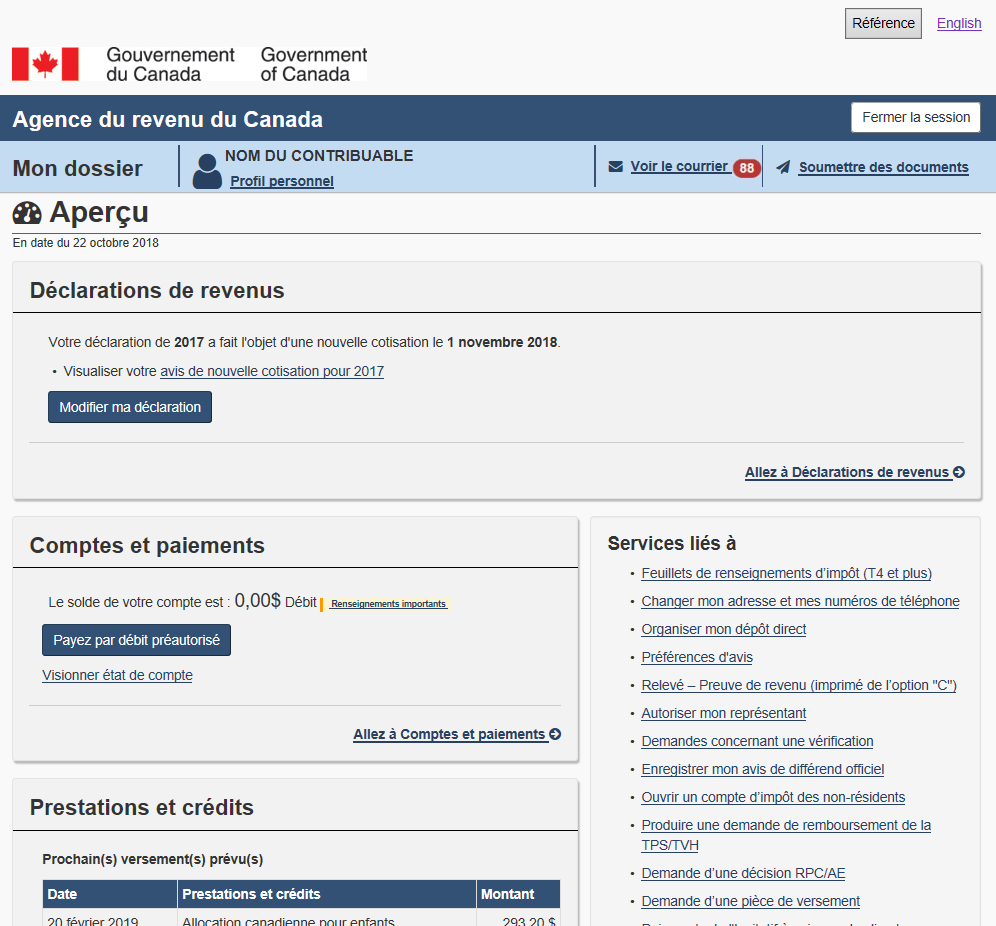 Référence English
Gouvernement Government
du Canada of Canada
Agence du revenu du Canada Fermer la session
Mon dossier
NOM DU CONTRIBUABLE
Profil personnel
Voir le courrier 88 Soumettre des documents
Aperçu
En date du 22 octobre 2018
Déclarations de revenus
Votre déclaration de 2017 a fait l'objet d'une nouvelle cotisation le 1 novembre 2018.
• Visualiser votre avis de nouvelle cotisation pour 2017
Modifier ma déclaration
Allez à Déclarations de revenus
Comptes et paiements
Le solde de votre compte est : 0,00$ Débit Renseignements importants
Payez par débit préautorisé
Visionner état de compte
Allez à Comptes et paiements
Prestations et crédits
Prochain(s) versement(s) prévu(s)
Date Prestations et crédits Montant
20 février 2019 Allocation canadienne pour enfants 293,20 $
Services liés à
• Feuillets de renseignements d’impôt (T4 et plus)
• Changer mon adresse et mes numéros de téléphone
• Organiser mon dépôt direct
• Préférences d'avis
• Relevé – Preuve de revenu (imprimé de l’option "C")
• Autoriser mon représentant
• Demandes concernant une vérification
• Enregistrer mon avis de différend officiel
• Ouvrir un compte d’impôt des non-résidents
• Produire une demande de remboursement de la
TPS/TVH
• Demande d’une décision RPC/AE
• Demande d’une pièce de versement